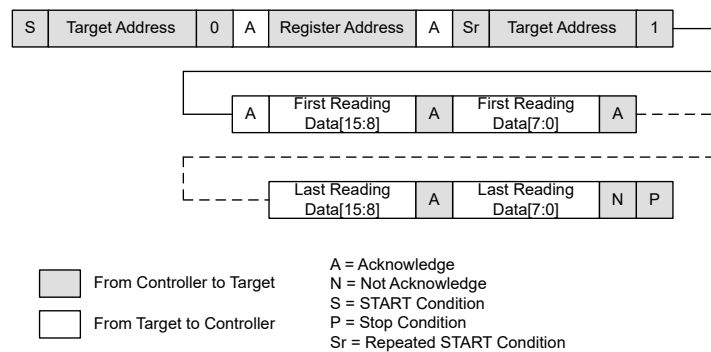 S Target Address 0 A Register Address A Sr Target Address 1
A First Reading Data[15:8] A First Reading Data[7:0] A
Last Reading Data[15:8] A Last Reading Data[7:0] N P
From Controller to Target
From Target to Controller
A = Acknowledge
N = Not Acknowledge
S = START Condition
P = Stop Condition
Sr = Repeated START Condition